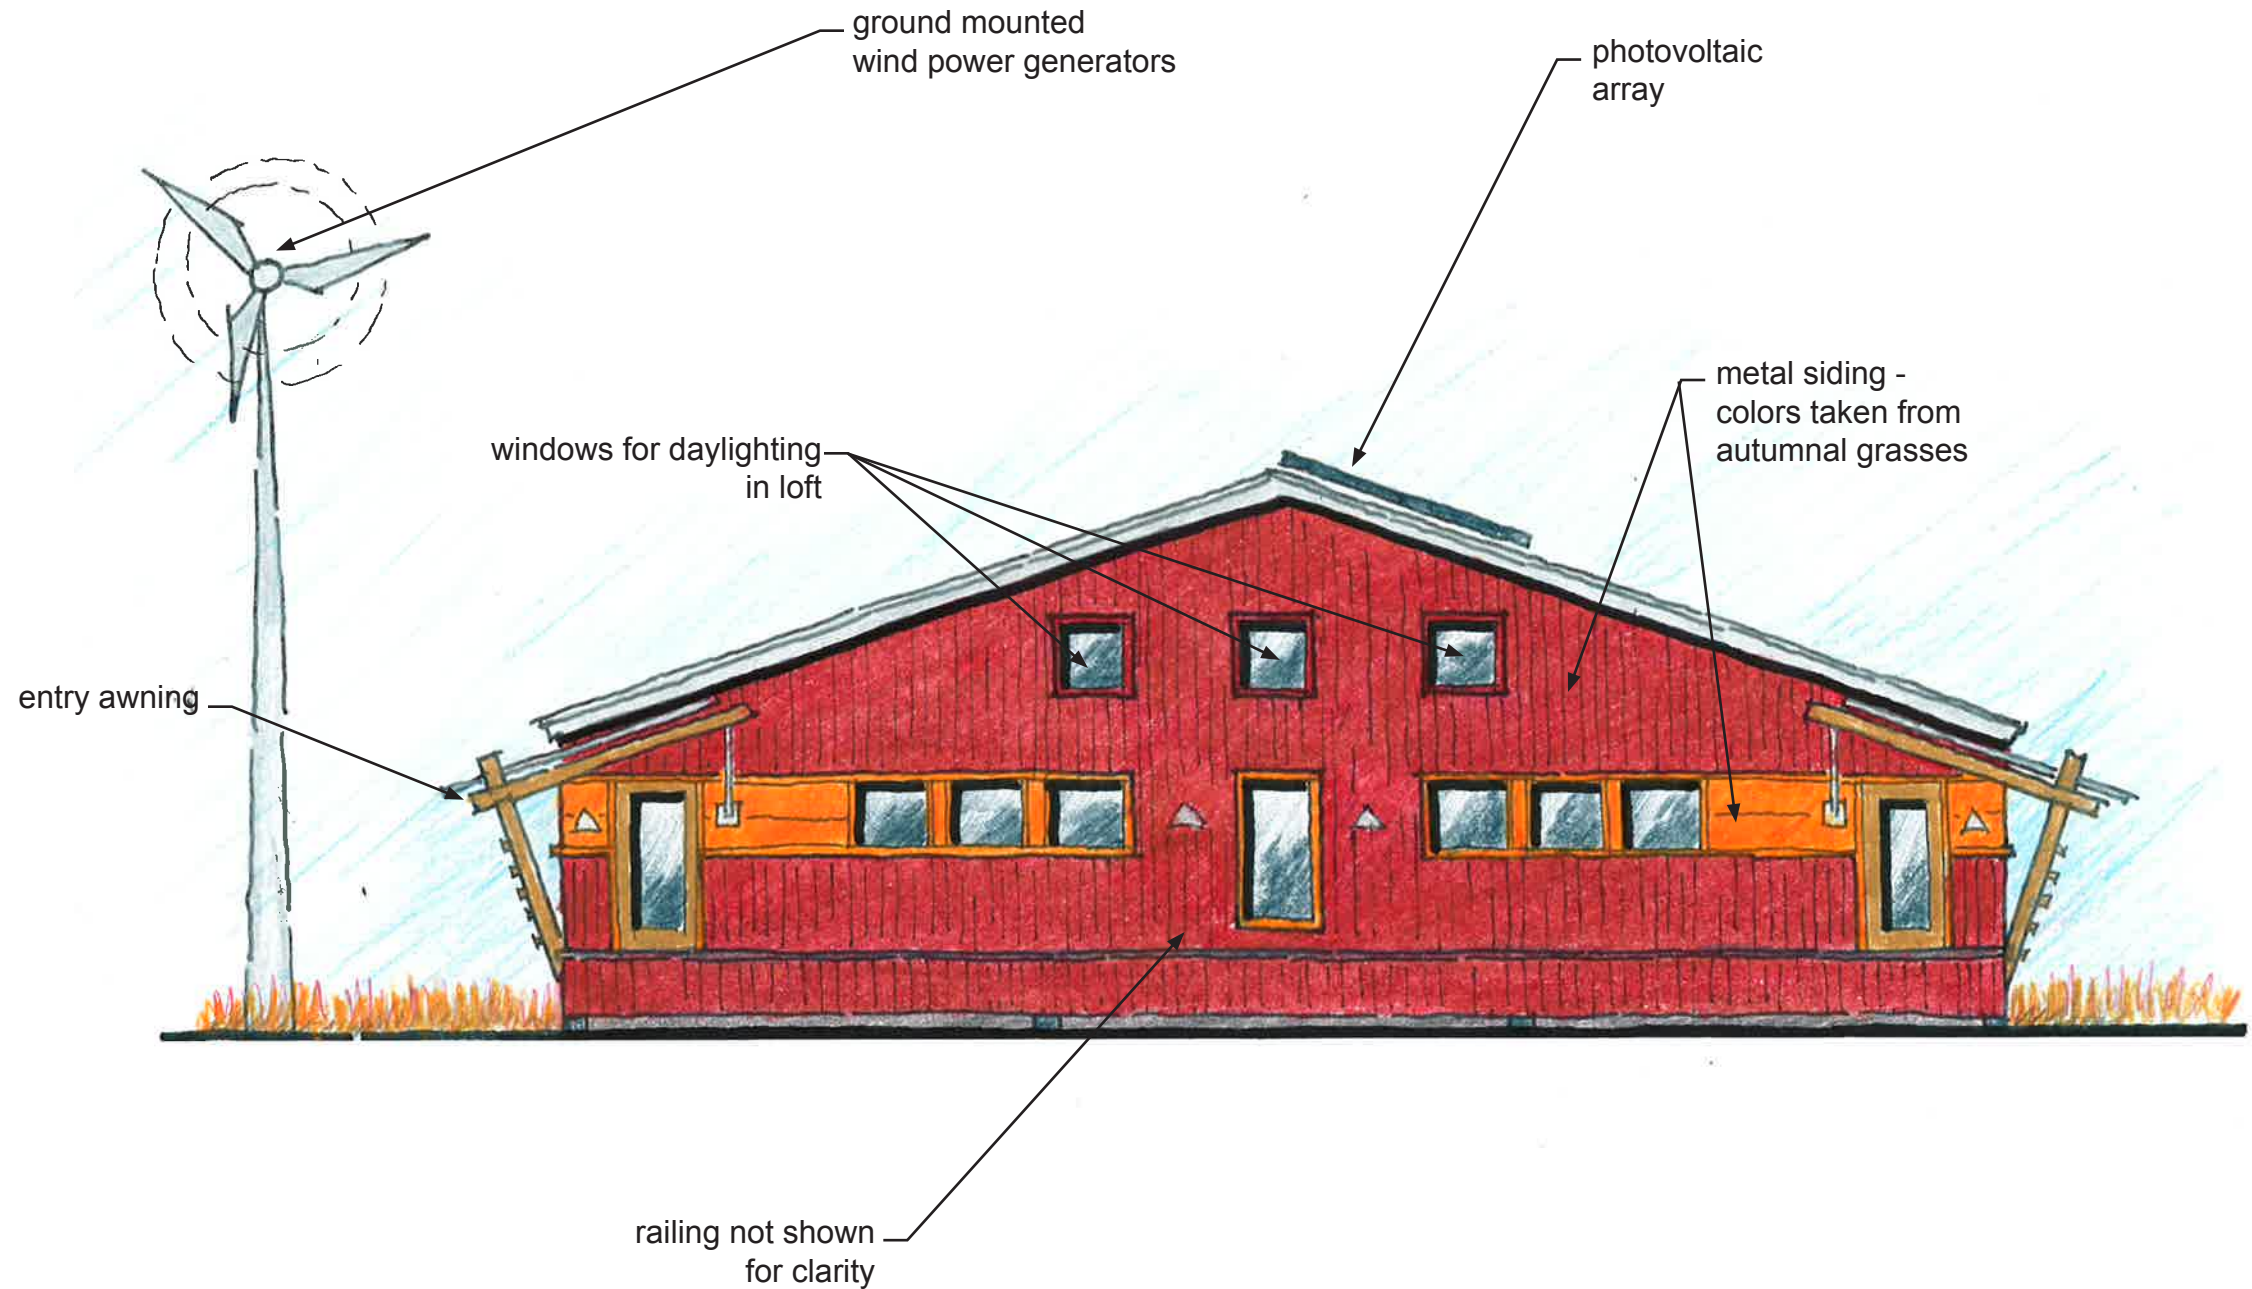 ground mounted
wind power generators
photovoltaic
array
metal siding -
colors taken from
autumnal grasses
windows for daylighting
in loft
entry awning
railing not shown
for clarity